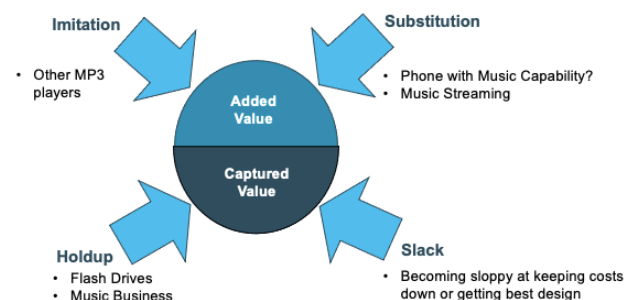 Imitation
• Other MP3
players
Substitution
• Phone with Music Capability?
• Music Streaming
Added
Value
Captured
Value
Holdup
• Flash Drives
• Music Business
Slack
• Becoming sloppy at keeping costs
down or getting best design